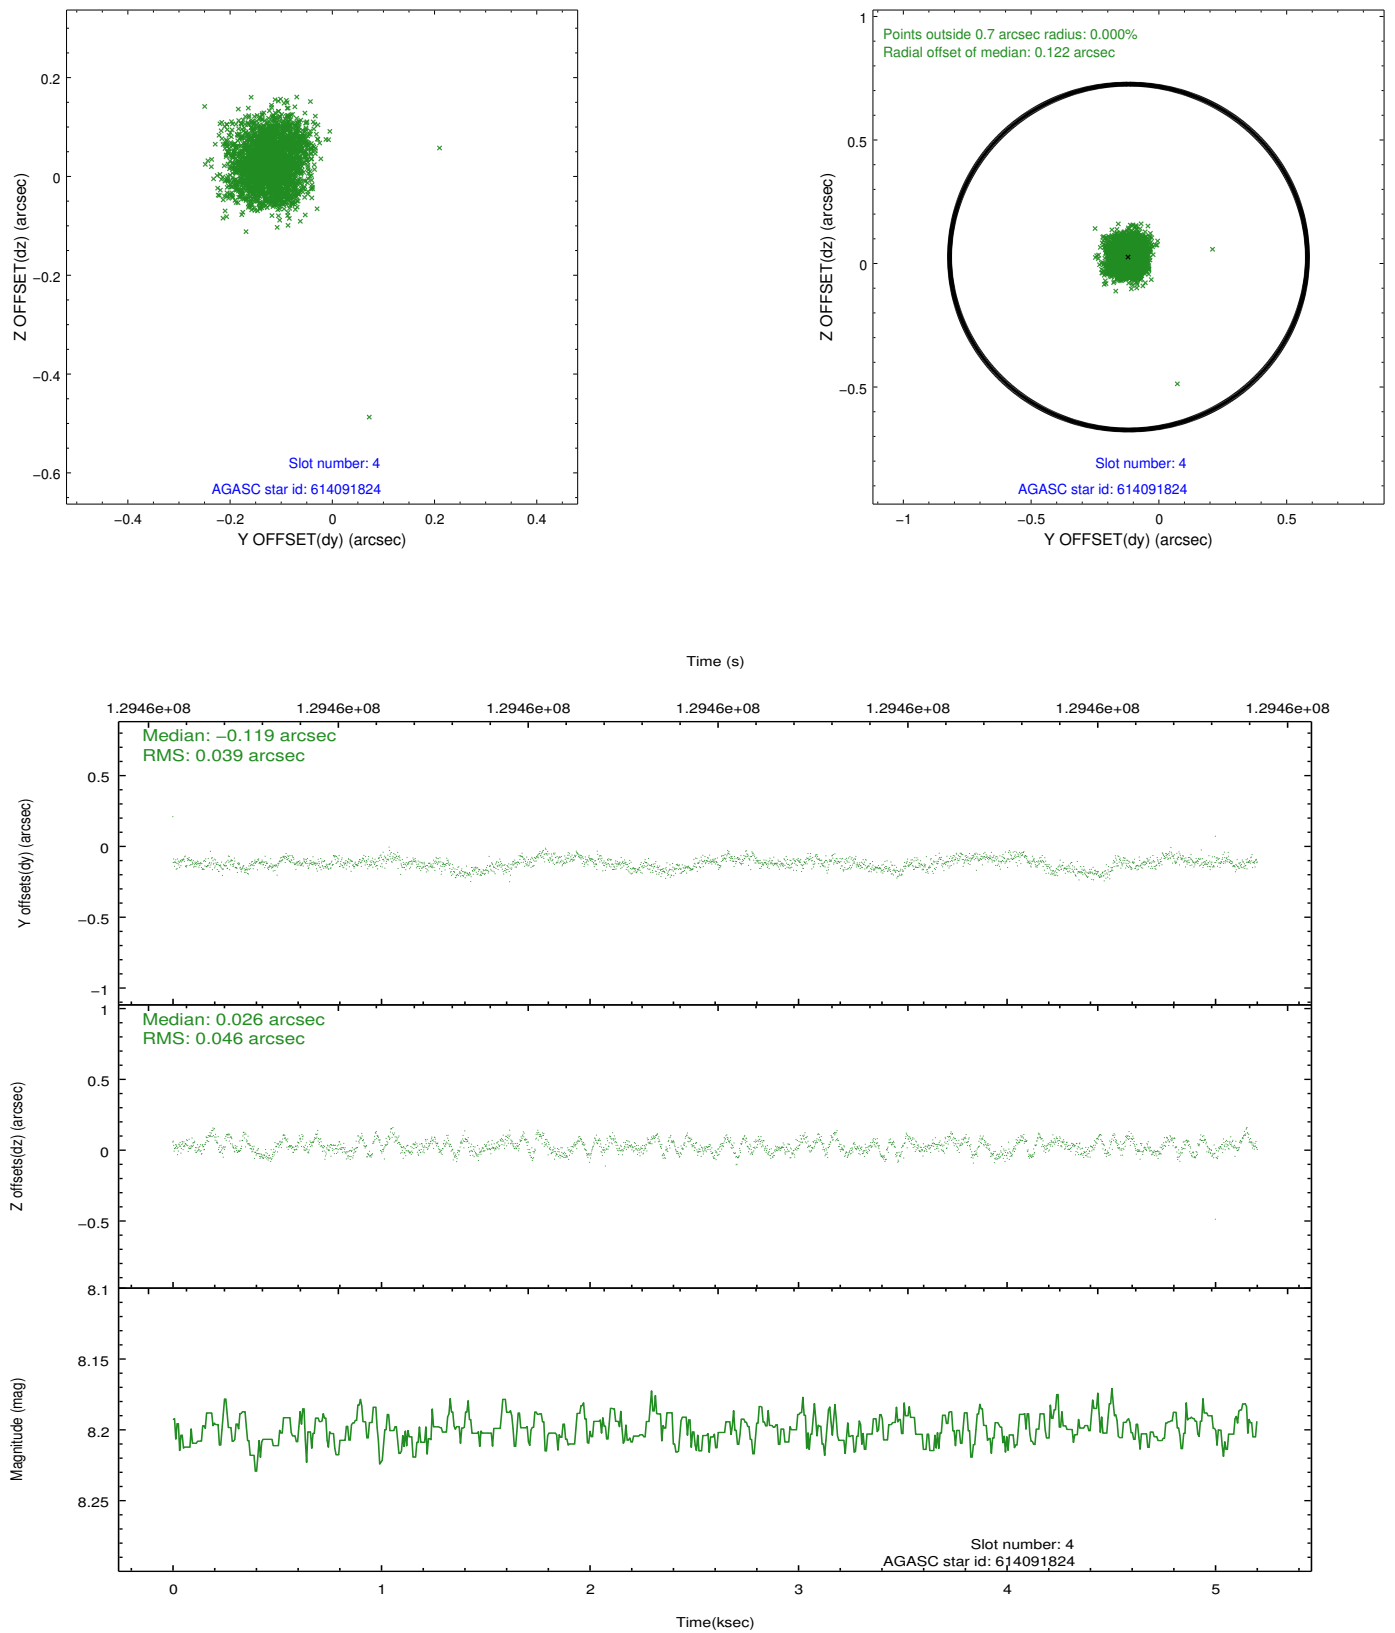 0.2
0
−0.2
−0.4
−0.6
Z OFFSET(dz) (arcsec)
Slot number: 4
AGASC star id: 614091824
−0.4 −0.2 0 0.2 0.4
Y OFFSET(dy) (arcsec)
Points outside 0.7 arcsec radius: 0.000%
Radial offset of median: 0.122 arcsec
1
0.5
0
−0.5
Z OFFSET(dz) (arcsec)
Slot number: 4
AGASC star id: 614091824
−1 −0.5 0 0.5
Y OFFSET(dy) (arcsec)
Time (s)
1.2946e+08 1.2946e+08 1.2946e+08 1.2946e+08 1.2946e+08 1.2946e+08 1.2946e+08
Median: −0.119 arcsec
RMS: 0.039 arcsec
0.5
0
−0.5
−1
Y offsets(dy) (arcsec)
Median: 0.026 arcsec
RMS: 0.046 arcsec
1
0.5
0
−0.5
Z offsets(dz) (arcsec)
8.1
8.15
8.2
8.25
Magnitude (mag)
Slot number: 4
AGASC star id: 614091824
0 1 2 3 4 5
Time(ksec)